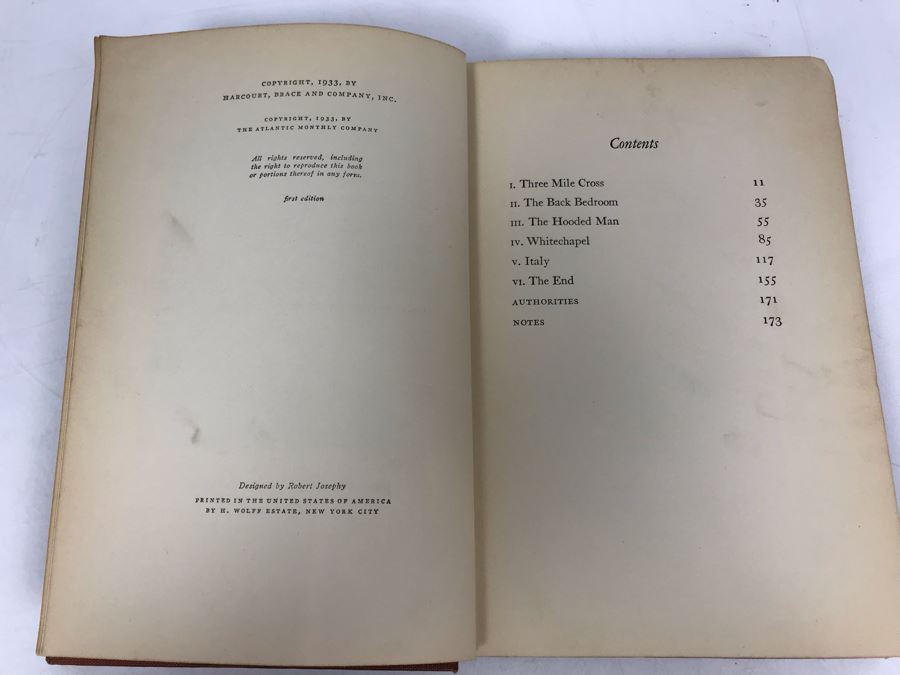 COPYRIGHT, 1933, BY
HARCOURT, BRACE AND COMPANY, INC.
COPYRIGHT, 1933, BY
THE ATLANTIC MONTHLY COMPANY
All rights reserved, including
the right to reproduce this book
or portions thereof in any form.
first edition
Designed by Robert Josephy
PRINTED IN THE UNITED STATES OF AMERICA
BY H. WOLFF ESTATE, NEW YORK CITY
Contents
I. Three Mile Cross 11
II. The Back Bedroom 35
III. The Hooded Man 55
IV. Whitechapel 85
V. Italy 117
VI. The End 155
AUTHORITIES 171
NOTES 173